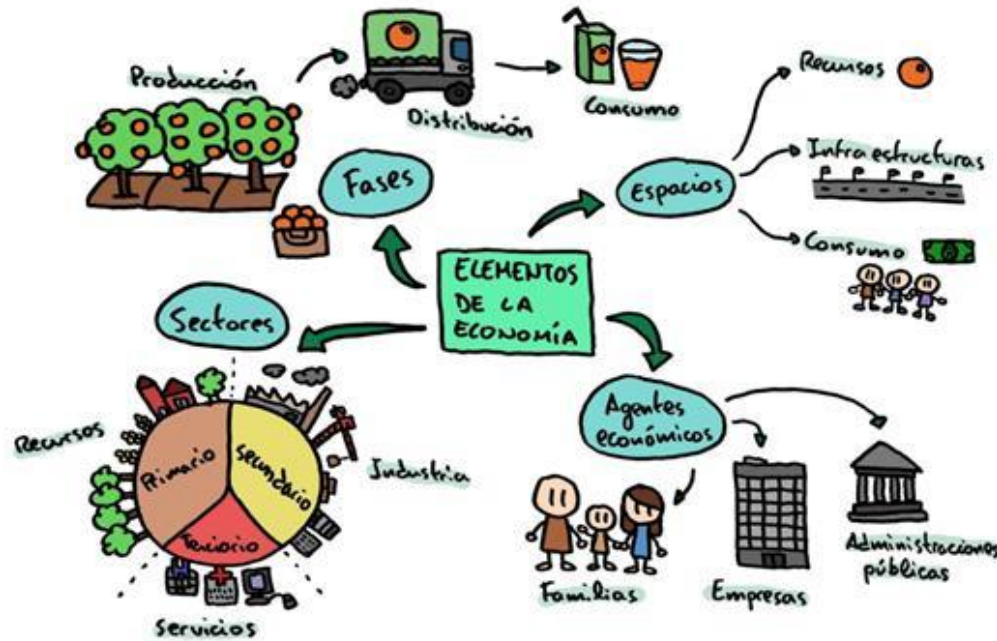 Producción
Distribución
Consumo
Fases
Espacios
Recursos
Infraestructuras
Consumo
ELEMENTOS
DE LA
ECONOMÍA
Sectores
Recursos
Primario
Secundario
Terciario
Industria
Servicios
Agentes
económicos
Familias
Empresas
Administraciones
públicas